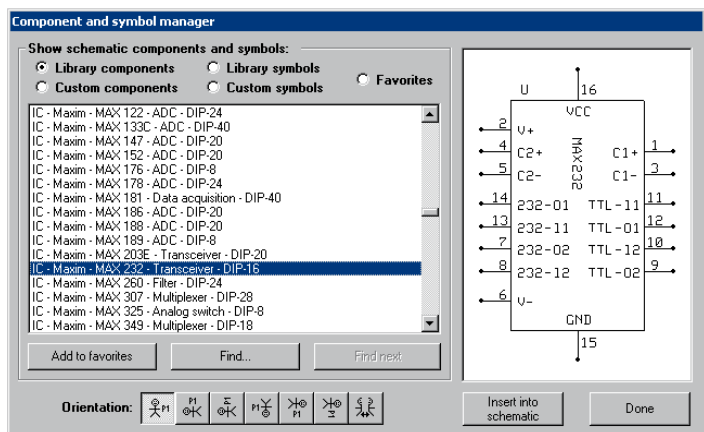 Component and symbol manager
Show schematic components and symbols:
Library components
Library symbols
Favorites
Custom components
Custom symbols
IC - Maxim - MAX 122 - ADC - DIP-24
IC - Maxim - MAX 133C - ADC - DIP-40
IC - Maxim - MAX 147 - ADC - DIP-20
IC - Maxim - MAX 152 - ADC - DIP-20
IC - Maxim - MAX 176 - ADC - DIP-8
IC - Maxim - MAX 178 - ADC - DIP-24
IC - Maxim - MAX 181 - Data acquisition - DIP-40
IC - Maxim - MAX 186 - ADC - DIP-20
IC - Maxim - MAX 188 - ADC - DIP-20
IC - Maxim - MAX 189 - ADC - DIP-8
IC - Maxim - MAX 203E - Transceiver - DIP-20
IC - Maxim - MAX 232 - Transceiver - DIP-16
IC - Maxim - MAX 260 - Filter - DIP-24
IC - Maxim - MAX 307 - Multiplexer - DIP-28
IC - Maxim - MAX 325 - Analog switch - DIP-8
IC - Maxim - MAX 349 - Multiplexer - DIP-18
Add to favorites
Find...
Find next
Orientation:
P1
P1
P1
P1
U
16
VCC
MAX232
2 V+
4 C2+ C1+ 1
5 C2- C1- 3
14 232-O1 TTL-I1 11
13 232-I1 TTL-O1 12
7 232-O2 TTL-I2 10
8 232-I2 TTL-O2 9
6 V-
GND
15
Insert into
schematic
Done